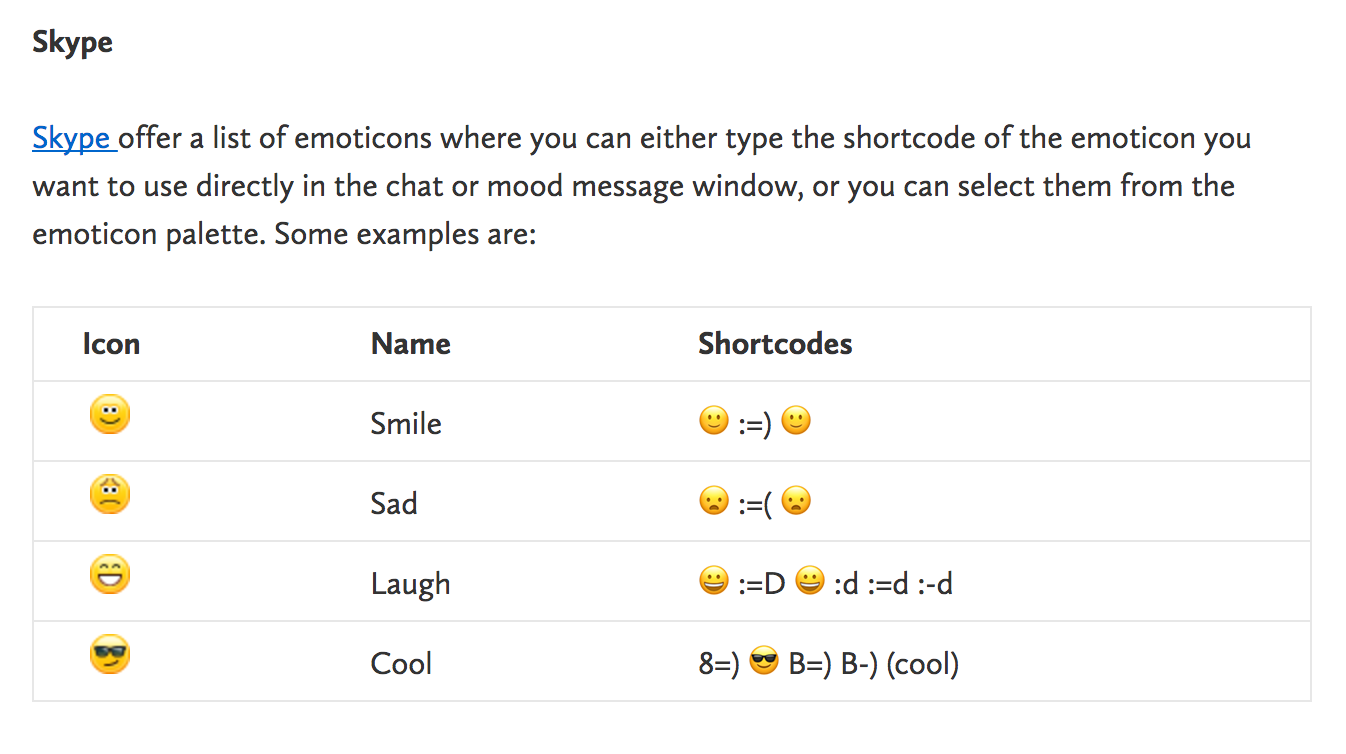 Skype
Skype offer a list of emoticons where you can either type the shortcode of the emoticon you
want to use directly in the chat or mood message window, or you can select them from the
emoticon palette. Some examples are:
Icon Name Shortcodes
Smile 🙂 :=) 🙂
Sad 😦 :=( 😦
Laugh 😀 :=D 😀 :d :=d :-d
Cool 8=) 😎 B=) B-) (cool)